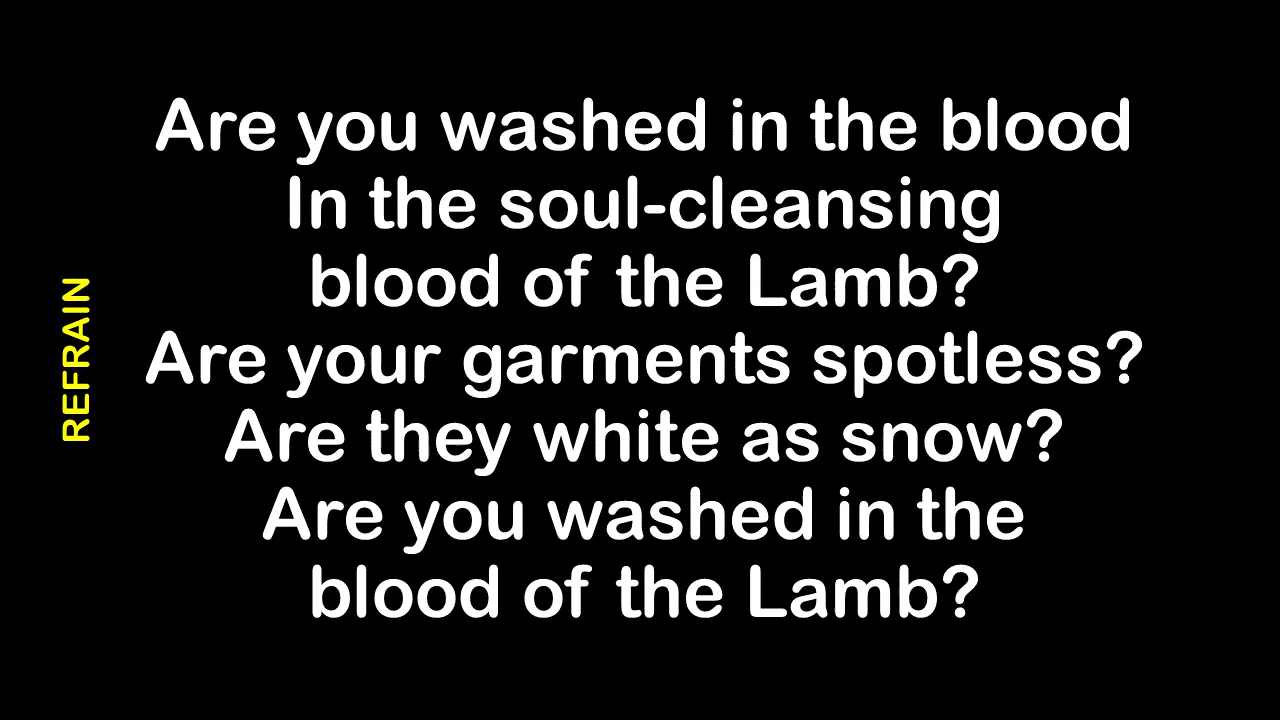 REFRAIN
Are you washed in the blood
In the soul-cleansing
blood of the Lamb?
Are your garments spotless?
Are they white as snow?
Are you washed in the
blood of the Lamb?